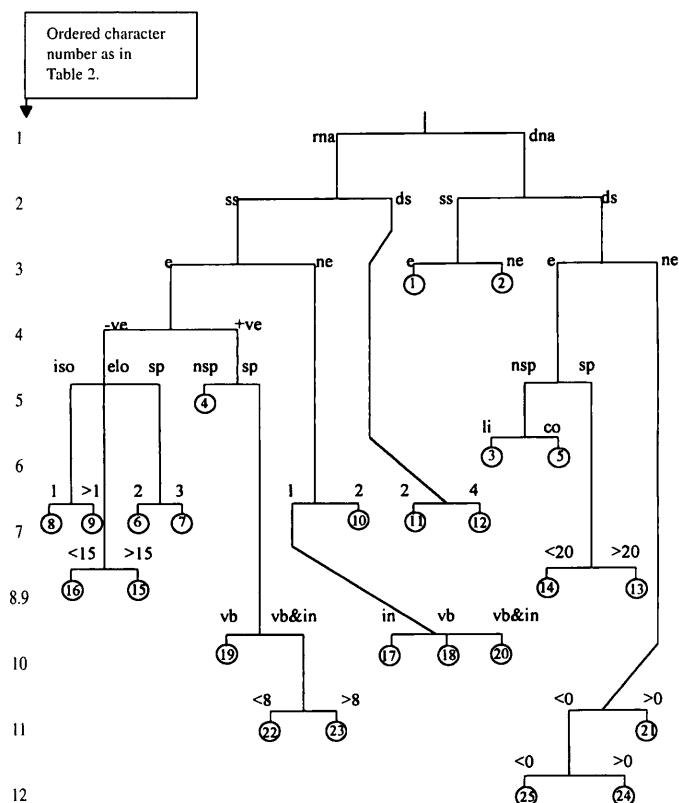 Ordered character
number as in
Table 2.
1 rna dna
2 ss ds ss ds
3 e ne e ne e ne
1 2
4 -ve +ve
iso elo sp nsp sp nsp sp
5 4
li co
6 3 5
1 >1 2 3 1 2 2 4
8 9 6 7 10 11 12
7
<15 >15 <20 >20
16 15 14 13
8.9
vb vb&in in vb vb&in
10 19 17 18 20
<8 >8 <0 >0
11 22 23 21
<0 >0
12 25 24